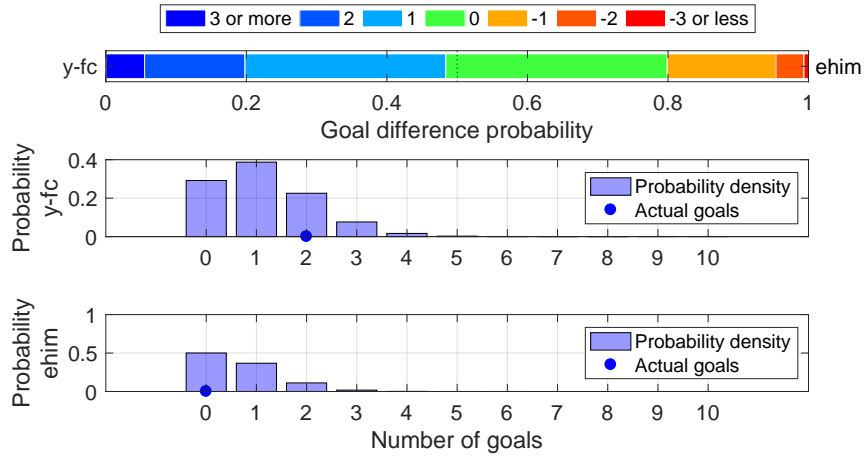 3 or more 2 1 0 -1 -2 -3 or less
y-fc ehim
0 0.2 0.4 0.6 0.8 1
Goal difference probability
Probability
y-fc
0.4
0.2
0
Probability density
Actual goals
0 1 2 3 4 5 6 7 8 9 10
Probability
ehim
1
0.5
0
Probability density
Actual goals
0 1 2 3 4 5 6 7 8 9 10
Number of goals